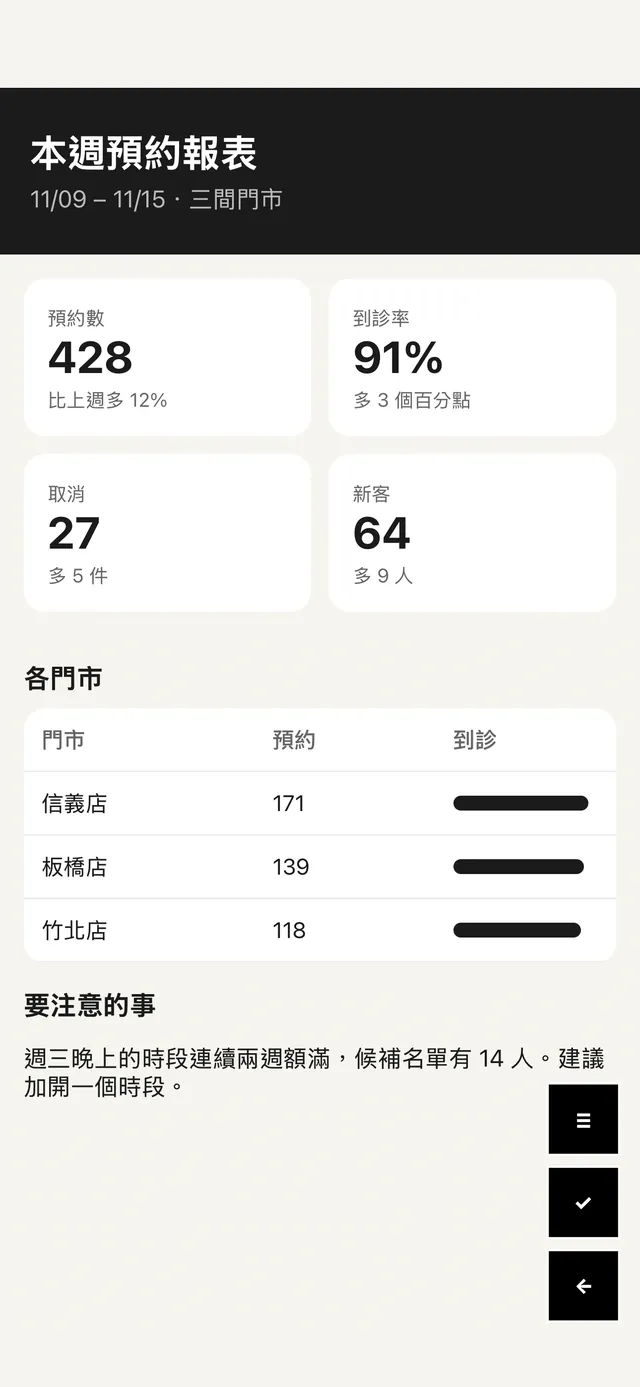 本週預約報表
11/09 – 11/15 · 三間門市
預約數
428
比上週多 12%
到診率
91%
多 3 個百分點
取消
27
多 5 件
新客
64
多 9 人
各門市
門市 預約 到診
信義店 171
板橋店 139
竹北店 118
要注意的事
週三晚上的時段連續兩週額滿，候補名單有 14 人。建議
加開一個時段。